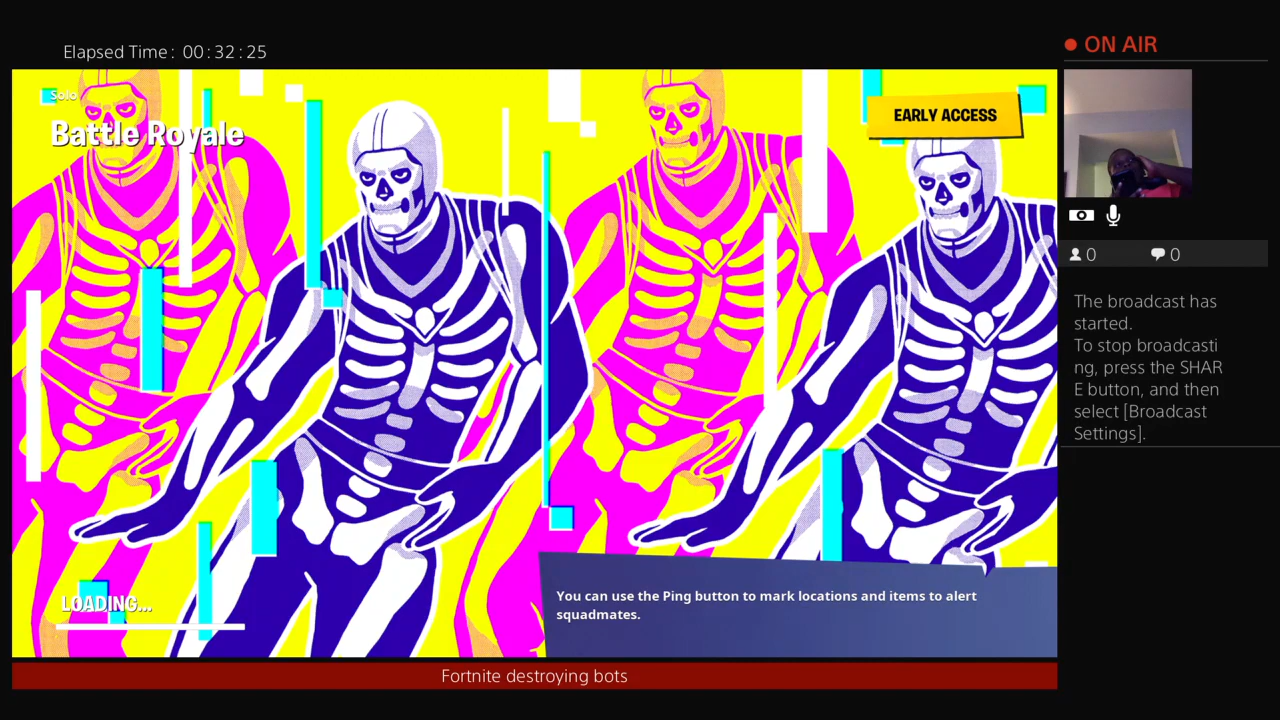 Elapsed Time: 00:32:25
ON AIR
Solo
Battle Royale
EARLY ACCESS
0 0
The broadcast has
started.
To stop broadcasti
ng, press the SHAR
E button, and then
select [Broadcast
Settings].
LOADING...
You can use the Ping button to mark locations and items to alert
squadmates.
Fortnite destroying bots